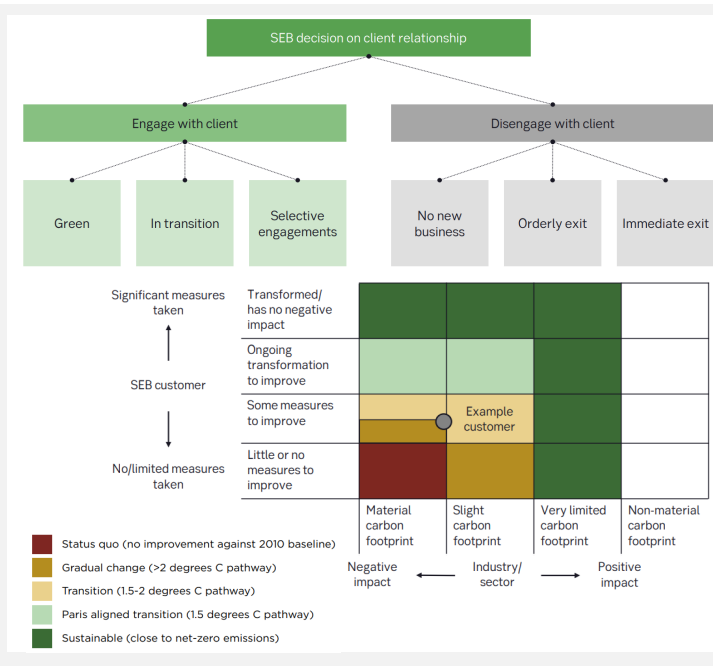 SEB decision on client relationship
Engage with client
Disengage with client
Green
In transition
Selective
engagements
No new
business
Orderly exit
Immediate exit
Significant measures
taken
SEB customer
No/limited measures
taken
Transformed/
has no negative
impact
Ongoing
transformation
to improve
Some measures
to improve
Little or no
measures to
improve
Example
customer
Material
carbon
footprint
Slight
carbon
footprint
Very limited
carbon
footprint
Non-material
carbon
footprint
Negative
impact
Industry/
sector
Positive
impact
Status quo (no improvement against 2010 baseline)
Gradual change (>2 degrees C pathway)
Transition (1.5-2 degrees C pathway)
Paris aligned transition (1.5 degrees C pathway)
Sustainable (close to net-zero emissions)